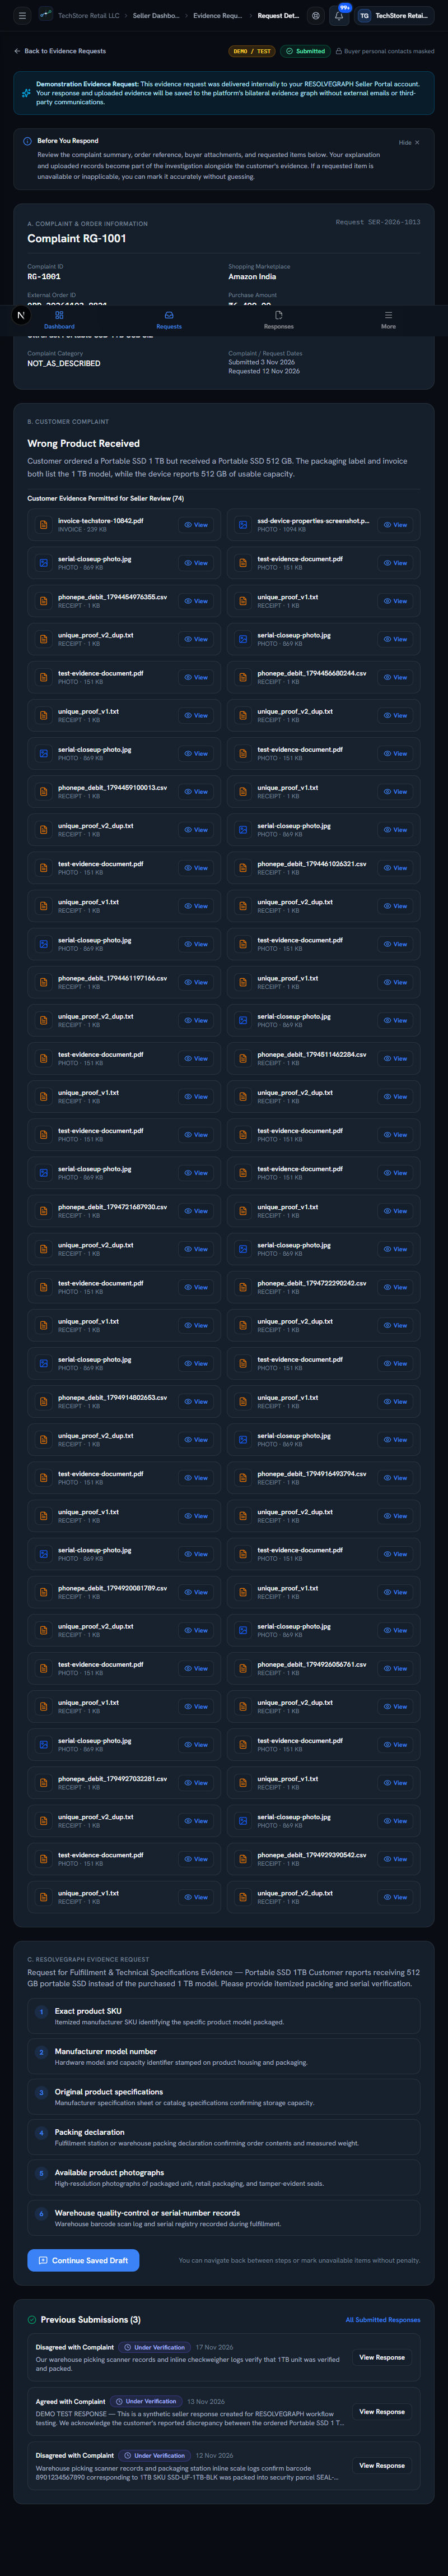 TechStore Retail LLC > Seller Dashbo... > Evidence Requ... > Request Det...
99+
TG TechStore Retai...
Back to Evidence Requests
DEMO / TEST
Submitted
Buyer personal contacts masked
Demonstration Evidence Request: This evidence request was delivered internally to your RESOLVEGRAPH Seller Portal account.
Your response and uploaded evidence will be saved to the platform's bilateral evidence graph without external emails or third-
party communications.
Before You Respond
Hide ×
Review the complaint summary, order reference, buyer attachments, and requested items below. Your explanation
and uploaded records become part of the investigation alongside the customer's evidence. If a requested item is
unavailable or inapplicable, you can mark it accurately without guessing.
A. COMPLAINT & ORDER INFORMATION
Request SER-2026-1013
Complaint RG-1001
Complaint ID
Shopping Marketplace
RG-1001
Amazon India
External Order ID
Purchase Amount
N
Dashboard
Requests
Responses
More
Complaint Category
Complaint / Request Dates
NOT_AS_DESCRIBED
Submitted 3 Nov 2026
Requested 12 Nov 2026
B. CUSTOMER COMPLAINT
Wrong Product Received
Customer ordered a Portable SSD 1 TB but received a Portable SSD 512 GB. The packaging label and invoice
both list the 1 TB model, while the device reports 512 GB of usable capacity.
Customer Evidence Permitted for Seller Review (74)
invoice-techstore-10842.pdf View ssd-device-properties-screenshot.p... View
INVOICE · 239 KB PHOTO · 1094 KB
serial-closeup-photo.jpg View test-evidence-document.pdf View
PHOTO · 869 KB PHOTO · 151 KB
phonepe_debit_1794454976355.csv View unique_proof_v1.txt View
RECEIPT · 1 KB RECEIPT · 1 KB
unique_proof_v2_dup.txt View serial-closeup-photo.jpg View
RECEIPT · 1 KB PHOTO · 869 KB
test-evidence-document.pdf View phonepe_debit_1794456680244.csv View
PHOTO · 151 KB RECEIPT · 1 KB
unique_proof_v1.txt View unique_proof_v2_dup.txt View
RECEIPT · 1 KB RECEIPT · 1 KB
serial-closeup-photo.jpg View test-evidence-document.pdf View
PHOTO · 869 KB PHOTO · 151 KB
phonepe_debit_1794459100013.csv View unique_proof_v1.txt View
RECEIPT · 1 KB RECEIPT · 1 KB
unique_proof_v2_dup.txt View serial-closeup-photo.jpg View
RECEIPT · 1 KB PHOTO · 869 KB
test-evidence-document.pdf View phonepe_debit_1794461026321.csv View
PHOTO · 151 KB RECEIPT · 1 KB
unique_proof_v1.txt View unique_proof_v2_dup.txt View
RECEIPT · 1 KB RECEIPT · 1 KB
serial-closeup-photo.jpg View test-evidence-document.pdf View
PHOTO · 869 KB PHOTO · 151 KB
phonepe_debit_1794461197166.csv View unique_proof_v1.txt View
RECEIPT · 1 KB RECEIPT · 1 KB
unique_proof_v2_dup.txt View serial-closeup-photo.jpg View
RECEIPT · 1 KB PHOTO · 869 KB
test-evidence-document.pdf View phonepe_debit_1794511462284.csv View
PHOTO · 151 KB RECEIPT · 1 KB
unique_proof_v1.txt View unique_proof_v2_dup.txt View
RECEIPT · 1 KB RECEIPT · 1 KB
test-evidence-document.pdf View test-evidence-document.pdf View
PHOTO · 151 KB PHOTO · 151 KB
serial-closeup-photo.jpg View test-evidence-document.pdf View
PHOTO · 869 KB PHOTO · 151 KB
phonepe_debit_1794721687930.csv View unique_proof_v1.txt View
RECEIPT · 1 KB RECEIPT · 1 KB
unique_proof_v2_dup.txt View serial-closeup-photo.jpg View
RECEIPT · 1 KB PHOTO · 869 KB
test-evidence-document.pdf View phonepe_debit_1794722290242.csv View
PHOTO · 151 KB RECEIPT · 1 KB
unique_proof_v1.txt View unique_proof_v2_dup.txt View
RECEIPT · 1 KB RECEIPT · 1 KB
serial-closeup-photo.jpg View test-evidence-document.pdf View
PHOTO · 869 KB PHOTO · 151 KB
phonepe_debit_1794914802653.csv View unique_proof_v1.txt View
RECEIPT · 1 KB RECEIPT · 1 KB
unique_proof_v2_dup.txt View serial-closeup-photo.jpg View
RECEIPT · 1 KB PHOTO · 869 KB
test-evidence-document.pdf View phonepe_debit_1794916493794.csv View
PHOTO · 151 KB RECEIPT · 1 KB
unique_proof_v1.txt View unique_proof_v2_dup.txt View
RECEIPT · 1 KB RECEIPT · 1 KB
serial-closeup-photo.jpg View test-evidence-document.pdf View
PHOTO · 869 KB PHOTO · 151 KB
phonepe_debit_1794920081789.csv View unique_proof_v1.txt View
RECEIPT · 1 KB RECEIPT · 1 KB
unique_proof_v2_dup.txt View serial-closeup-photo.jpg View
RECEIPT · 1 KB PHOTO · 869 KB
test-evidence-document.pdf View phonepe_debit_1794926056761.csv View
PHOTO · 151 KB RECEIPT · 1 KB
unique_proof_v1.txt View unique_proof_v2_dup.txt View
RECEIPT · 1 KB RECEIPT · 1 KB
serial-closeup-photo.jpg View test-evidence-document.pdf View
PHOTO · 869 KB PHOTO · 151 KB
phonepe_debit_1794927032281.csv View unique_proof_v1.txt View
RECEIPT · 1 KB RECEIPT · 1 KB
unique_proof_v2_dup.txt View serial-closeup-photo.jpg View
RECEIPT · 1 KB PHOTO · 869 KB
test-evidence-document.pdf View phonepe_debit_1794929390542.csv View
PHOTO · 151 KB RECEIPT · 1 KB
unique_proof_v1.txt View unique_proof_v2_dup.txt View
RECEIPT · 1 KB RECEIPT · 1 KB
C. RESOLVEGRAPH EVIDENCE REQUEST
Request for Fulfillment & Technical Specifications Evidence — Portable SSD 1TB Customer reports receiving 512
GB portable SSD instead of the purchased 1 TB model. Please provide itemized packing and serial verification.
1 Exact product SKU
Itemized manufacturer SKU identifying the specific product model packaged.
2 Manufacturer model number
Hardware model and capacity identifier stamped on product housing and packaging.
3 Original product specifications
Manufacturer specification sheet or catalog specifications confirming storage capacity.
4 Packing declaration
Fulfillment station or warehouse packing declaration confirming order contents and measured weight.
5 Available product photographs
High-resolution photographs of packaged unit, retail packaging, and tamper-evident seals.
6 Warehouse quality-control or serial-number records
Warehouse barcode scan log and serial registry recorded during fulfillment.
Continue Saved Draft
You can navigate back between steps or mark unavailable items without penalty.
Previous Submissions (3)
All Submitted Responses
Disagreed with Complaint Under Verification 17 Nov 2026
Our warehouse picking scanner records and inline checkweigher logs verify that 1TB unit was verified
and packed.
View Response
Agreed with Complaint Under Verification 13 Nov 2026
DEMO TEST RESPONSE — This is a synthetic seller response created for RESOLVEGRAPH workflow
testing. We acknowledge the customer's reported discrepancy between the ordered Portable SSD 1 T...
View Response
Disagreed with Complaint Under Verification 12 Nov 2026
Warehouse picking scanner records and packaging station inline scale logs confirm barcode
8901234567890 corresponding to 1TB SKU SSD-UF-1TB-BLK was packed into security parcel SEAL-...
View Response